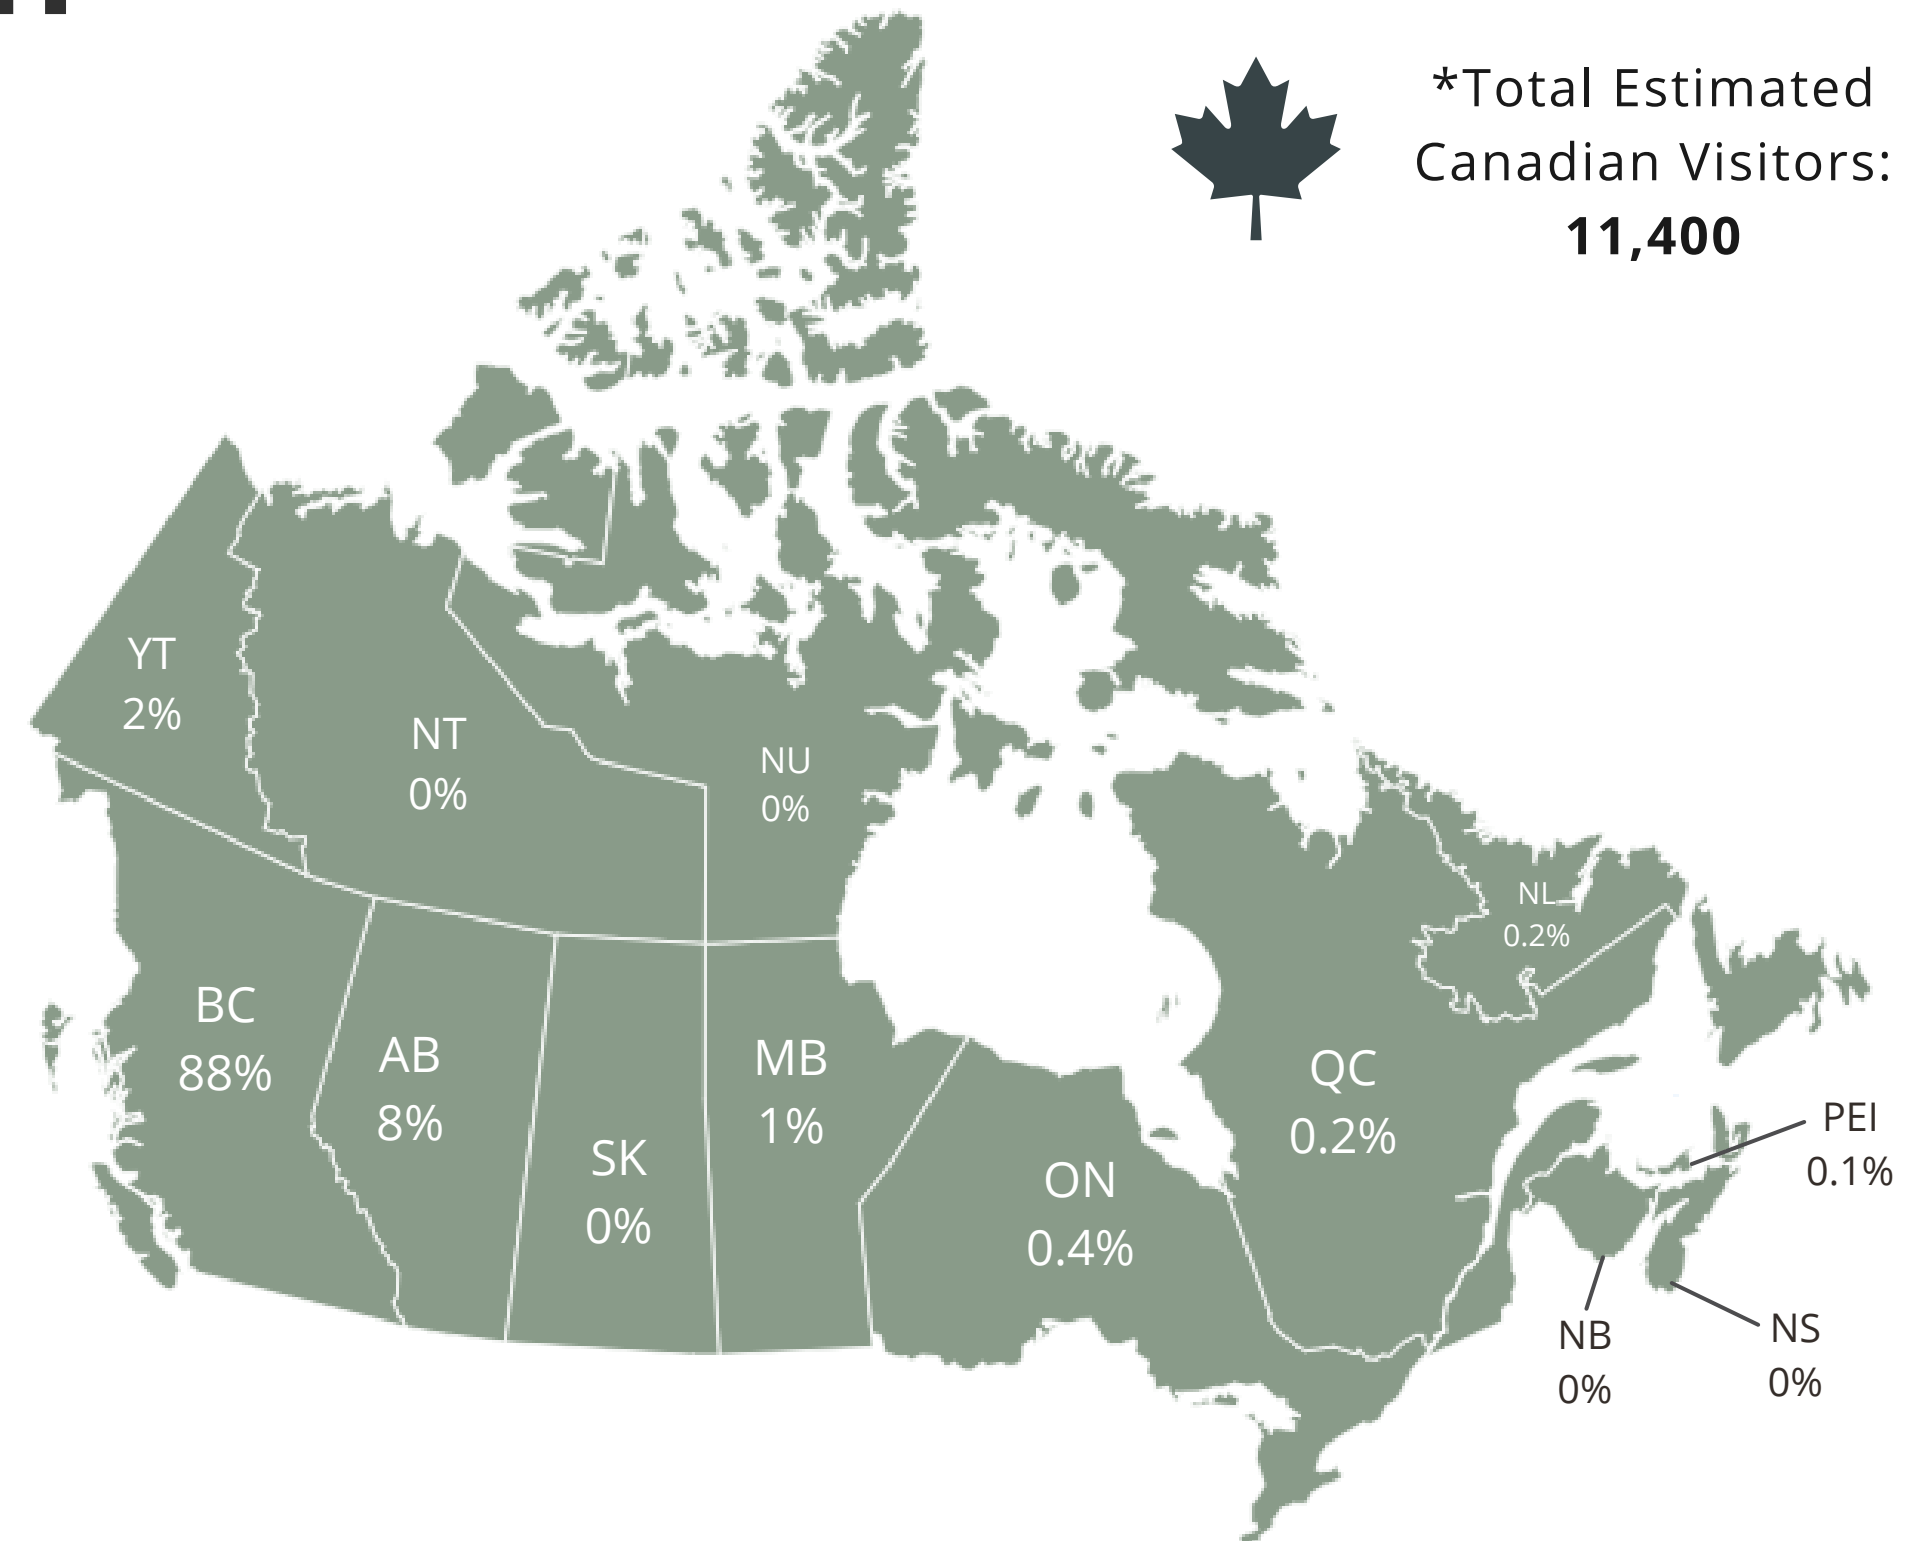 *Total Estimated
Canadian Visitors:
11,400
YT
2%
NT
0%
NU
0%
NL
0.2%
BC
88%
AB
8%
SK
0%
MB
1%
ON
0.4%
QC
0.2%
PEI
0.1%
NB
0%
NS
0%